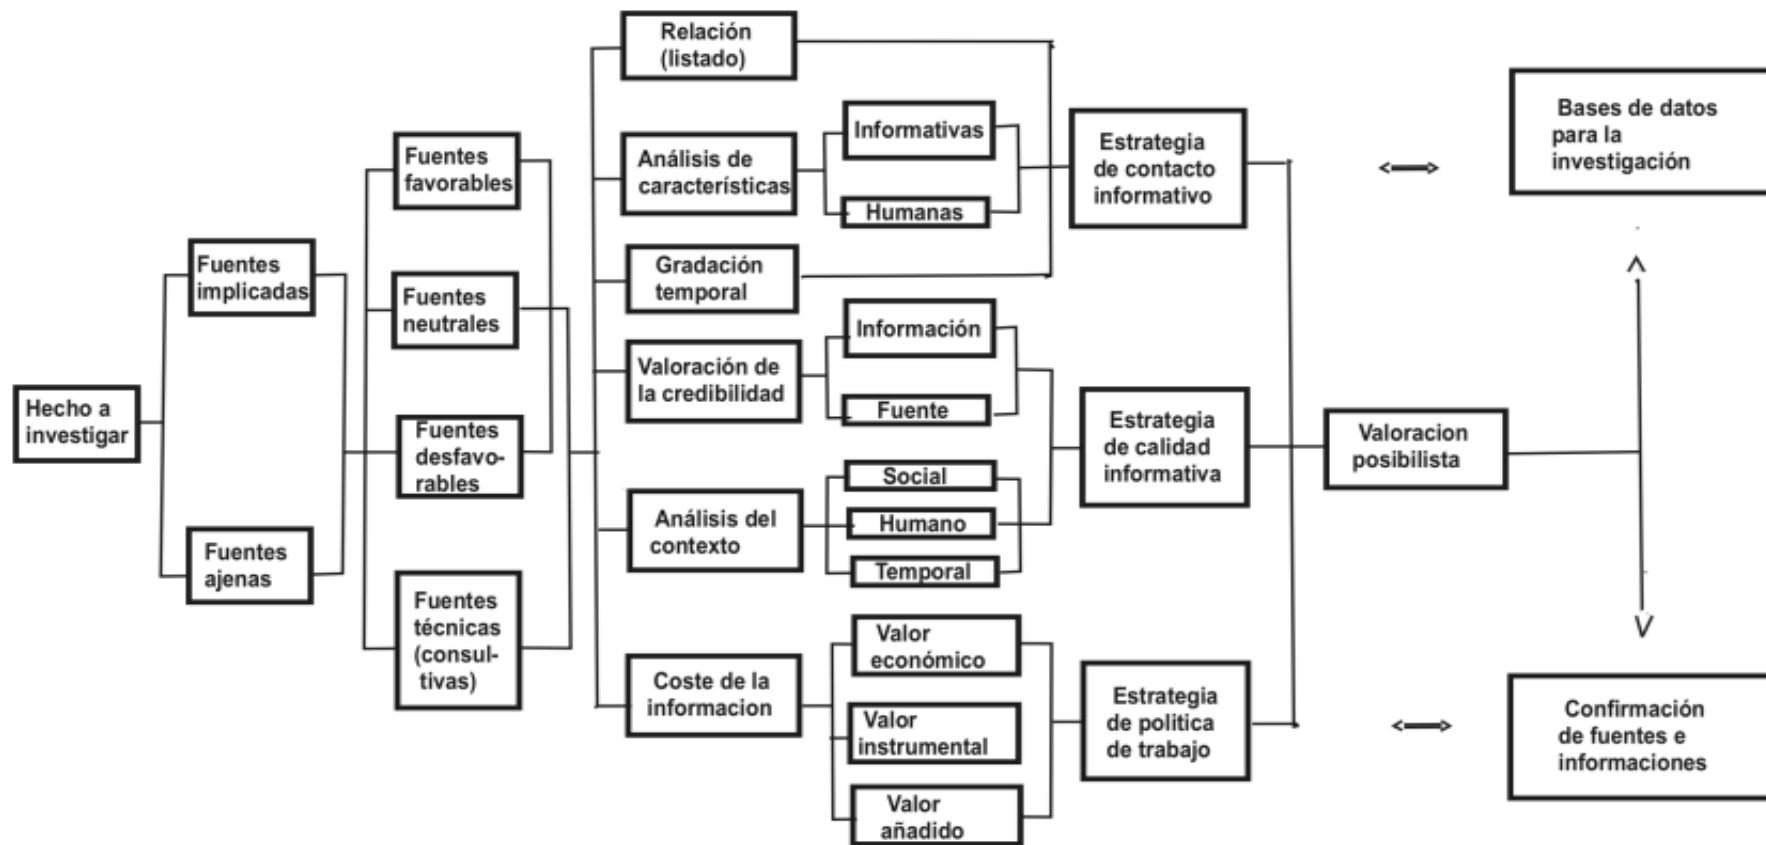 Hecho a
investigar
Fuentes
implicadas
Fuentes
ajenas
Fuentes
favorables
Fuentes
neutrales
Fuentes
desfavo-
rables
Fuentes
técnicas
(consul-
tivas)
Relación
(listado)
Análisis de
características
Gradación
temporal
Valoración de
la credibilidad
Análisis del
contexto
Coste de la
informacion
Informativas
Humanas
Información
Fuente
Social
Humano
Temporal
Valor
económico
Valor
instrumental
Valor
añadido
Estrategia
de contacto
informativo
Estrategia
de calidad
informativa
Estrategia
de politica
de trabajo
Valoracion
posibilista
Bases de datos
para la
investigación
Confirmación
de fuentes e
informaciones